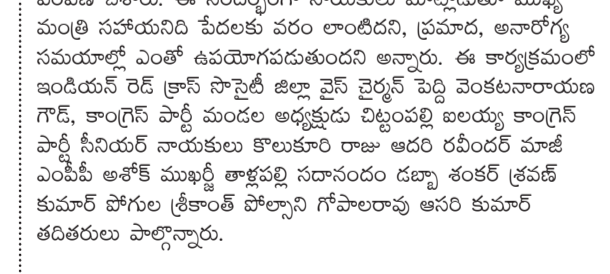 మంత్రి సహాయనిది పేదలకు వరం లాంటిదని, ప్రమాద, అనారోగ్య
సమయాల్లో ఎంతో ఉపయోగపడుతుందని అన్నారు. ఈ కార్యక్రమంలో
ఇండియన్ రెడ్ క్రాస్ సొసైటీ జిల్లా వైస్ చైర్మన్ పెద్ది వెంకటనారాయణ
గౌడ్, కాంగ్రెస్ పార్టీ మండల అధ్యక్షుడు చిట్టంపల్లి ఐలయ్య కాంగ్రెస్
పార్టీ సీనియర్ నాయకులు కొలుకూరి రాజు ఆదరి రవీందర్ మాజీ
ఎంపీపీ అశోక్ ముఖర్జీ తాళ్లపల్లి సదానందం డబ్బా శంకర్ శ్రవణ్
కుమార్ పోగుల శ్రీకాంత్ పోల్సాని గోపాలరావు ఆసరి కుమార్
తదితరులు పాల్గొన్నారు.